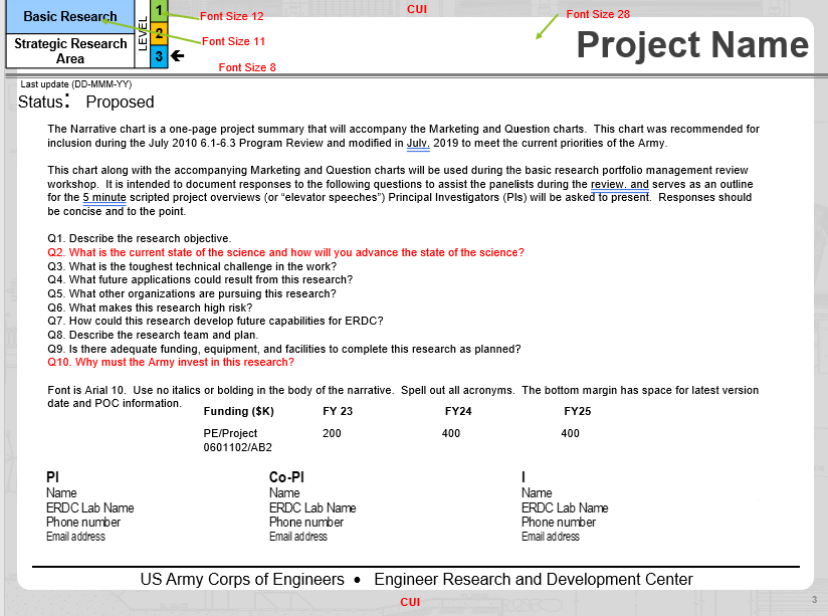 CUI
Basic Research
LEVEL
1
Font Size 12
Font Size 28
2
Font Size 11
Strategic Research
Area
3
Font Size 8
Project Name
Last update (DD-MMM-YY)
Status: Proposed
The Narrative chart is a one-page project summary that will accompany the Marketing and Question charts. This chart was recommended for
inclusion during the July 2010 6.1-6.3 Program Review and modified in July, 2019 to meet the current priorities of the Army.
This chart along with the accompanying Marketing and Question charts will be used during the basic research portfolio management review
workshop. It is intended to document responses to the following questions to assist the panelists during the review, and serves as an outline
for the 5 minute scripted project overviews (or “elevator speeches”) Principal Investigators (PIs) will be asked to present. Responses should
be concise and to the point.
Q1. Describe the research objective.
Q2. What is the current state of the science and how will you advance the state of the science?
Q3. What is the toughest technical challenge in the work?
Q4. What future applications could result from this research?
Q5. What other organizations are pursuing this research?
Q6. What makes this research high risk?
Q7. How could this research develop future capabilities for ERDC?
Q8. Describe the research team and plan.
Q9. Is there adequate funding, equipment, and facilities to complete this research as planned?
Q10. Why must the Army invest in this research?
Font is Arial 10. Use no italics or bolding in the body of the narrative. Spell out all acronyms. The bottom margin has space for latest version
date and POC information.
Funding ($K) FY 23 FY24 FY25
PE/Project 200 400 400
0601102/AB2
PI Co-PI I
Name Name Name
ERDC Lab Name ERDC Lab Name ERDC Lab Name
Phone number Phone number Phone number
Email address Email address Email address
US Army Corps of Engineers • Engineer Research and Development Center
CUI
3